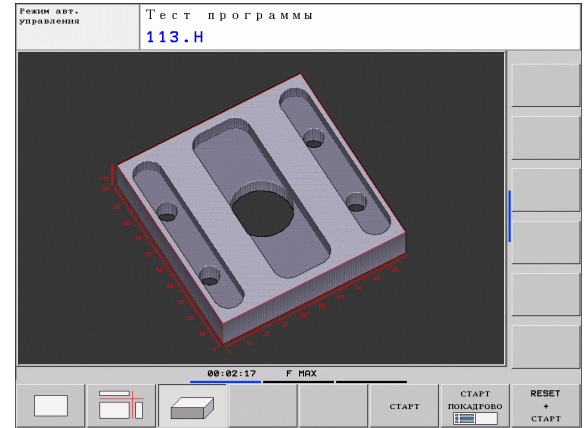 Режим авт.
управления
Тест программы
113.H
00:02:17 F MAX
СТАРТ
СТАРТ
ПОКАДРОВО
RESET
+
СТАРТ